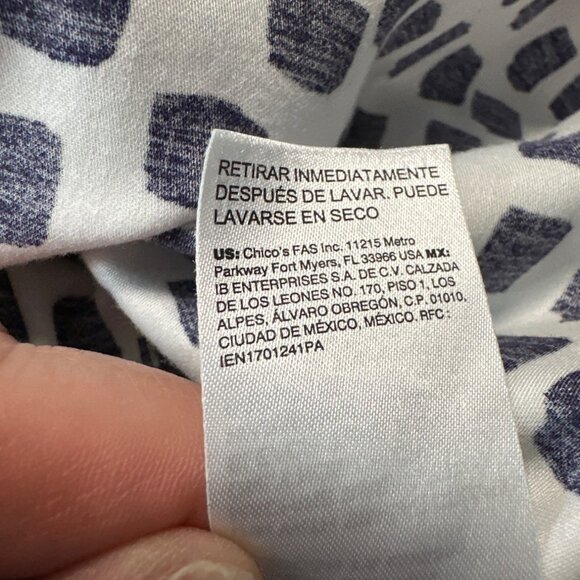 RETIRAR INMEDIATAMENTE
DESPUÉS DE LAVAR. PUEDE
LAVARSE EN SECO
US: Chico's FAS Inc. 11215 Metro
Parkway Fort Myers, FL 33966 USA MX:
IB ENTERPRISES S.A. DE C.V. CALZADA
DE LOS LEONES NO. 170, PISO 1, LOS
ALPES, ÁLVARO OBREGÓN, C.P. 01010,
CIUDAD DE MÉXICO, MÉXICO. RFC :
IEN1701241PA